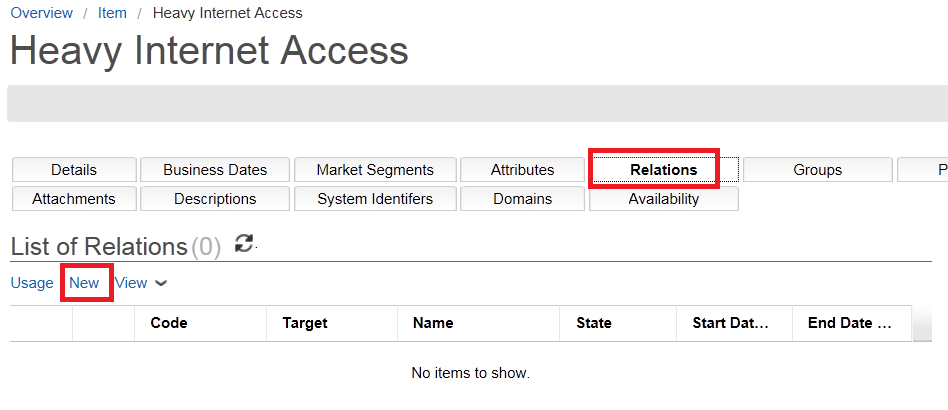 Overview / Item / Heavy Internet Access
Heavy Internet Access
Details Business Dates Market Segments Attributes Relations Groups P
Attachments Descriptions System Identifers Domains Availability
List of Relations (0)
Usage New View
Code Target Name State Start Dat... End Date ...
No items to show.